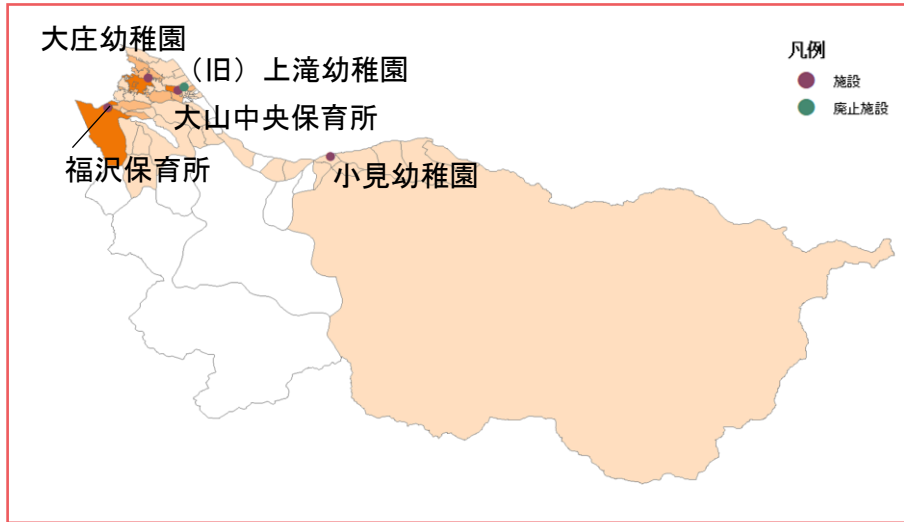 大庄幼稚園
（旧）上滝幼稚園
大山中央保育所
福沢保育所
小見幼稚園
凡例
施設
廃止施設